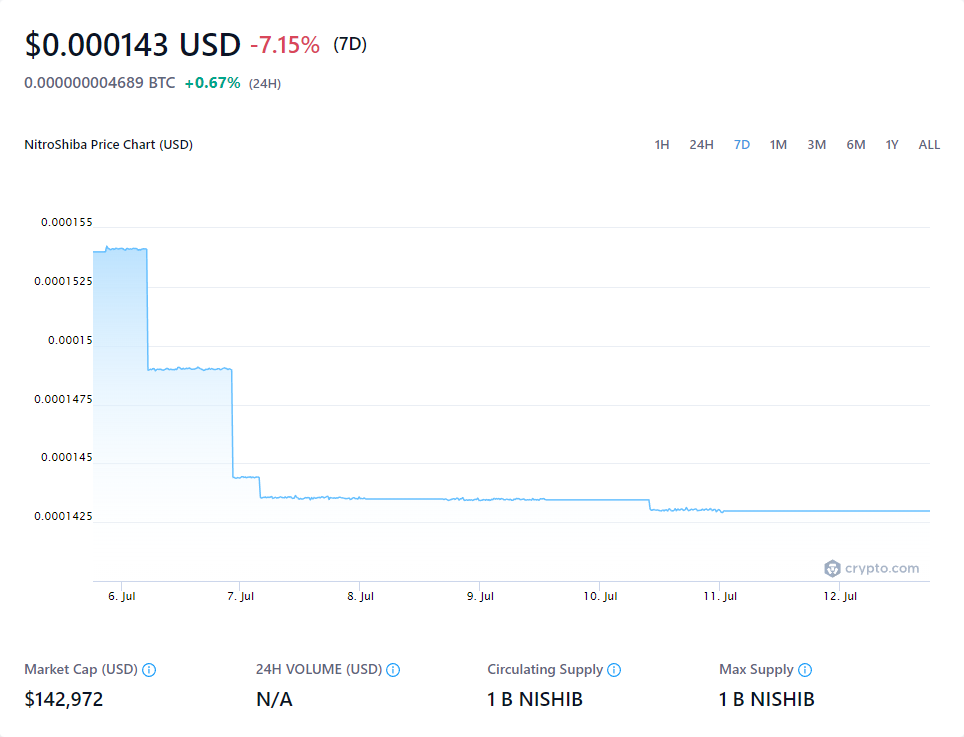 $0.000143 USD -7.15% (7D)
0.000000004689 BTC +0.67% (24H)
NitroShiba Price Chart (USD) 1H 24H 7D 1M 3M 6M 1Y ALL
0.000155
0.0001525
0.00015
0.0001475
0.000145
0.0001425
crypto.com
6. Jul 7. Jul 8. Jul 9. Jul 10. Jul 11. Jul 12. Jul
Market Cap (USD) 24H VOLUME (USD) Circulating Supply Max Supply
$142,972 N/A 1 B NISHIB 1 B NISHIB